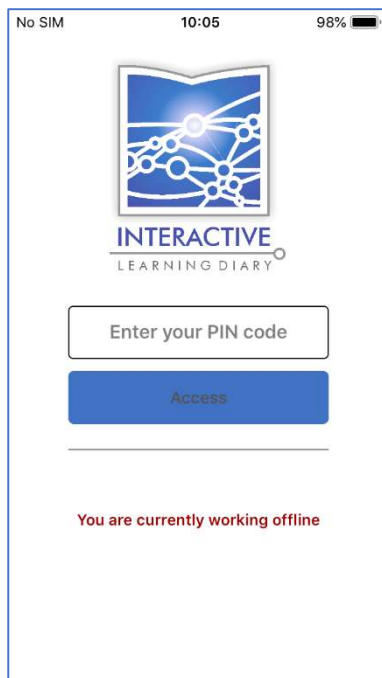 No SIM 10:05 98%
INTERACTIVE
LEARNING DIARY
Enter your PIN code
Access
You are currently working offline